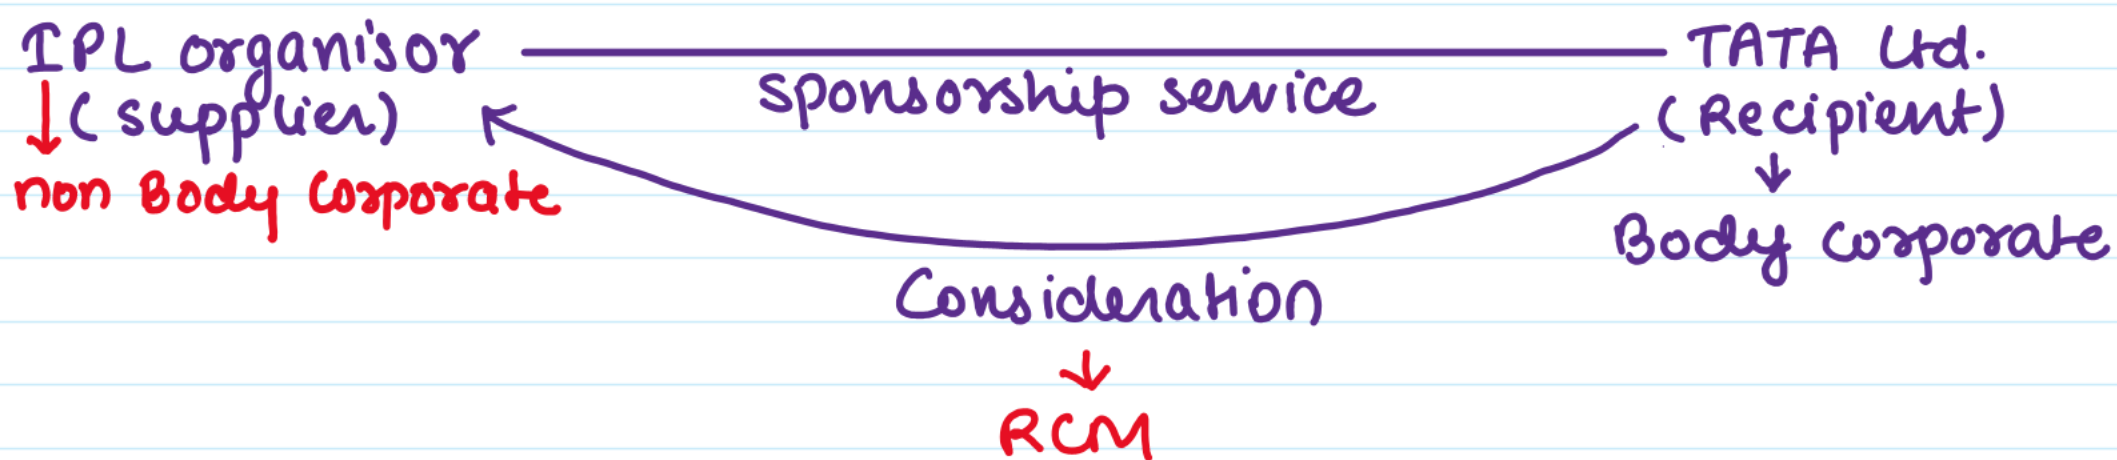 IPL organisor
TATA Ltd.
sponsorship service
(supplier)
(Recipient)
non Body Corporate
Body Corporate
Consideration
RCM